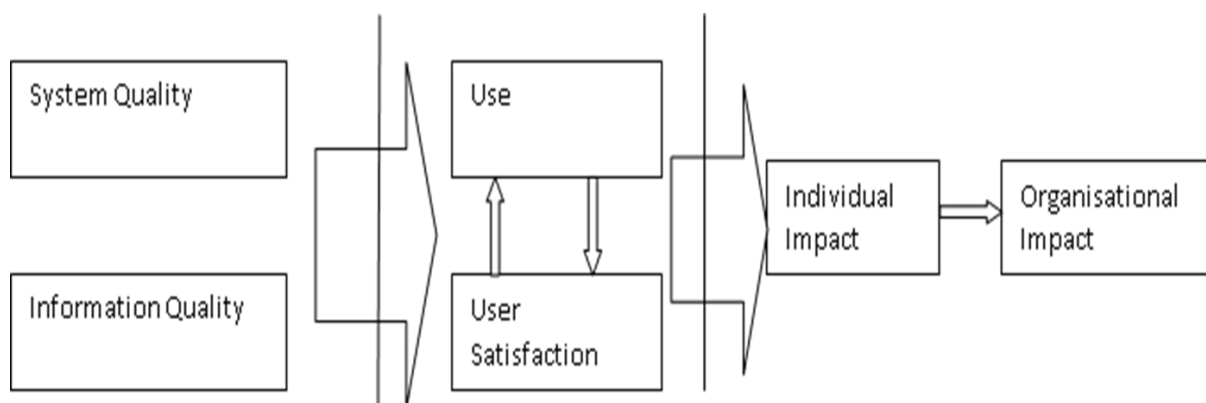 System Quality
Use
Individual
Impact
Organisational
Impact
Information Quality
User
Satisfaction